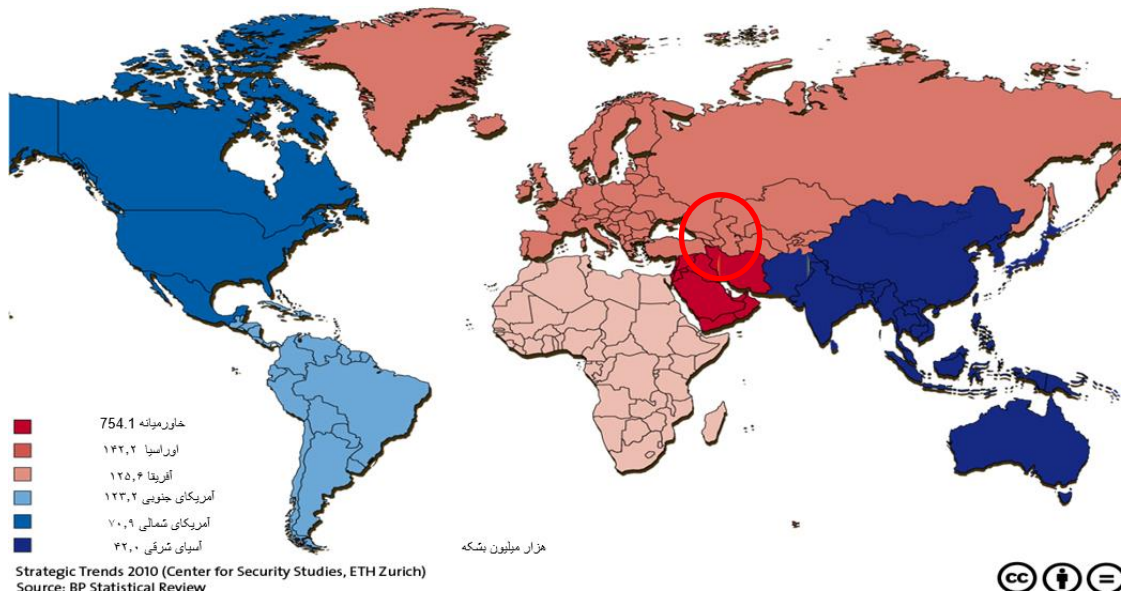 خاورمیانه 754.1
اوراسیا ۱۴۲,۲
آفریقا ۱۲۵,۶
آمریکای جنوبی ۱۲۳,۲
آمریکای شمالی ۷۰,۹
آسیای شرقی ۴۲,۰
هزار میلیون بشکه
Strategic Trends 2010 (Center for Security Studies, ETH Zurich)
Source: BP Statistical Review
cc